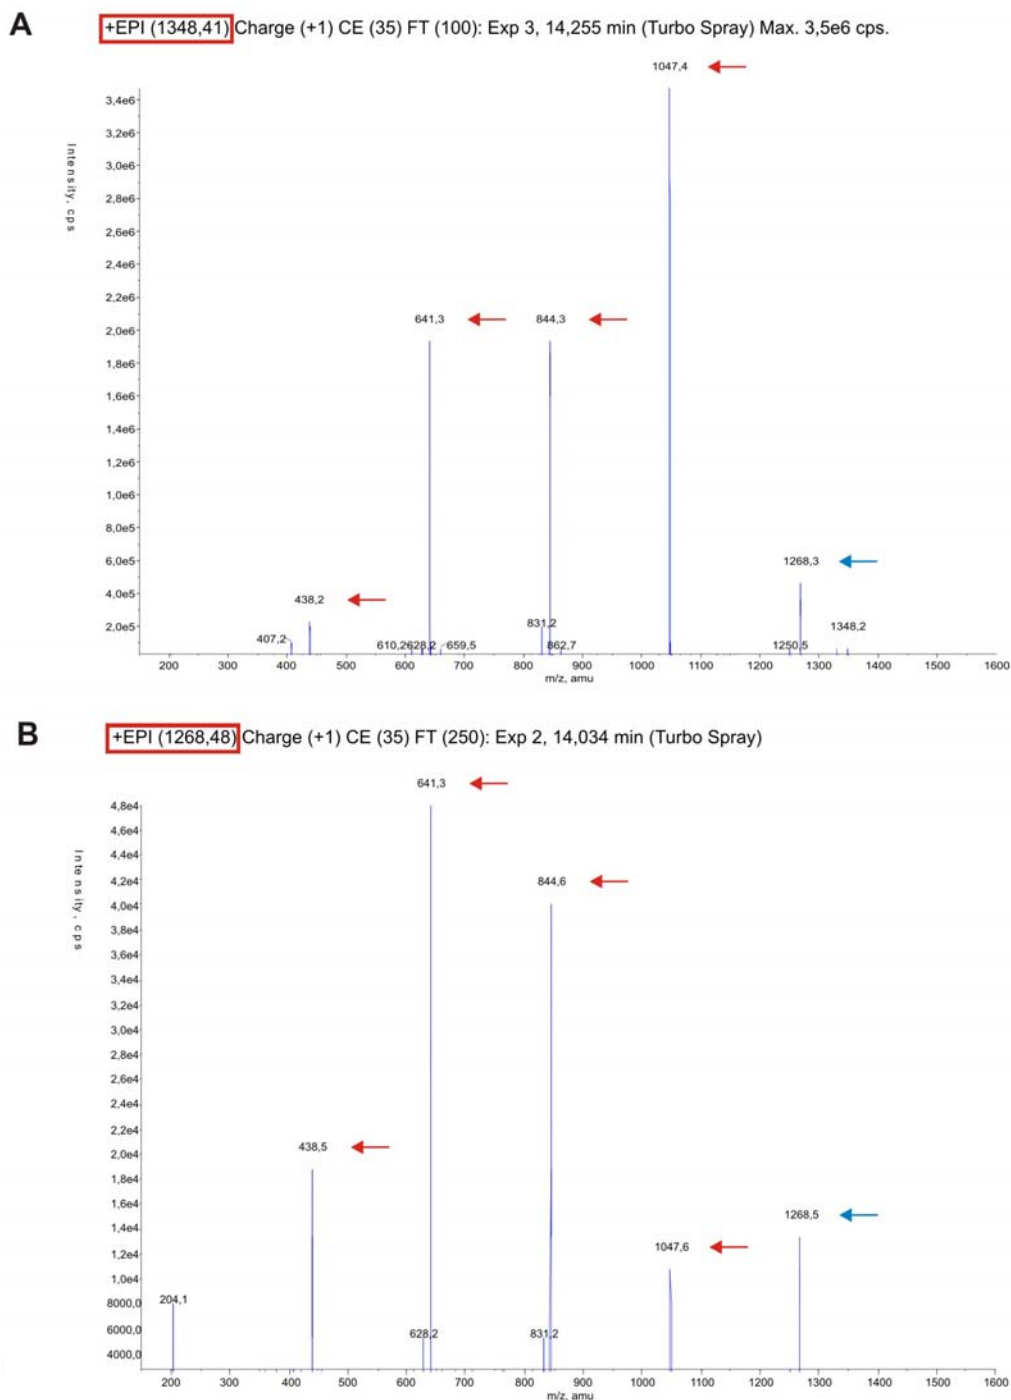 A
+EPI (1348,41) Charge (+1) CE (35) FT (100): Exp 3, 14,255 min (Turbo Spray) Max. 3,5e6 cps.
1047,4
3,4e6
3,2e6
3,0e6
2,8e6
2,6e6
2,4e6
2,2e6
2,0e6
1,8e6
1,6e6
1,4e6
1,2e6
1,0e6
8,0e5
6,0e5
4,0e5
2,0e5
Intensity, cps
641,3
844,3
1268,3
438,2
407,2
610,2 628,2
659,5
831,2
862,7
1250,5
1348,2
200 300 400 500 600 700 800 900 1000 1100 1200 1300 1400 1500 1600
m/z, amu
B
+EPI (1268,48) Charge (+1) CE (35) FT (250): Exp 2, 14,034 min (Turbo Spray)
641,3
4,8e4
4,6e4
4,4e4
4,2e4
4,0e4
3,8e4
3,6e4
3,4e4
3,2e4
3,0e4
2,8e4
2,6e4
2,4e4
2,2e4
2,0e4
1,8e4
1,6e4
1,4e4
1,2e4
1,0e4
8000,0
6000,0
4000,0
Intensity, cps
844,6
438,5
1268,5
1047,6
204,1
628,2
831,2
200 300 400 500 600 700 800 900 1000 1100 1200 1300 1400 1500 1600
m/z, amu